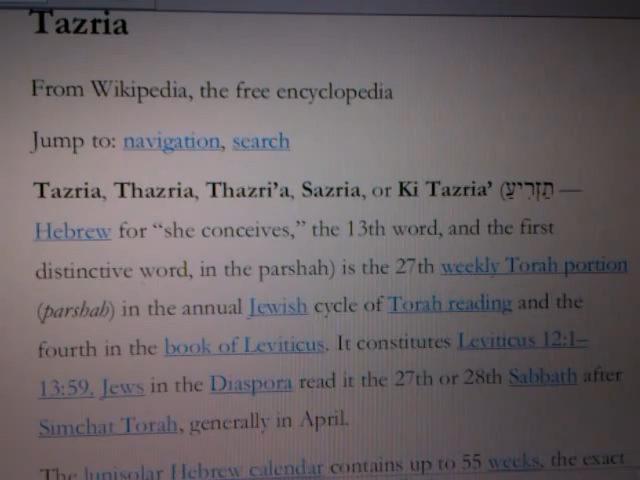 Tazria
From Wikipedia, the free encyclopedia
Jump to: navigation, search
Tazria, Thazria, Thazri’a, Sazria, or Ki Tazria’ (תַזְרִיעַ —
Hebrew for “she conceives,” the 13th word, and the first
distinctive word, in the parshah) is the 27th weekly Torah portion
(parshah) in the annual Jewish cycle of Torah reading and the
fourth in the book of Leviticus. It constitutes Leviticus 12:1–
13:59. Jews in the Diaspora read it the 27th or 28th Sabbath after
Simchat Torah, generally in April.
The lunisolar Hebrew calendar contains up to 55 weeks, the exact